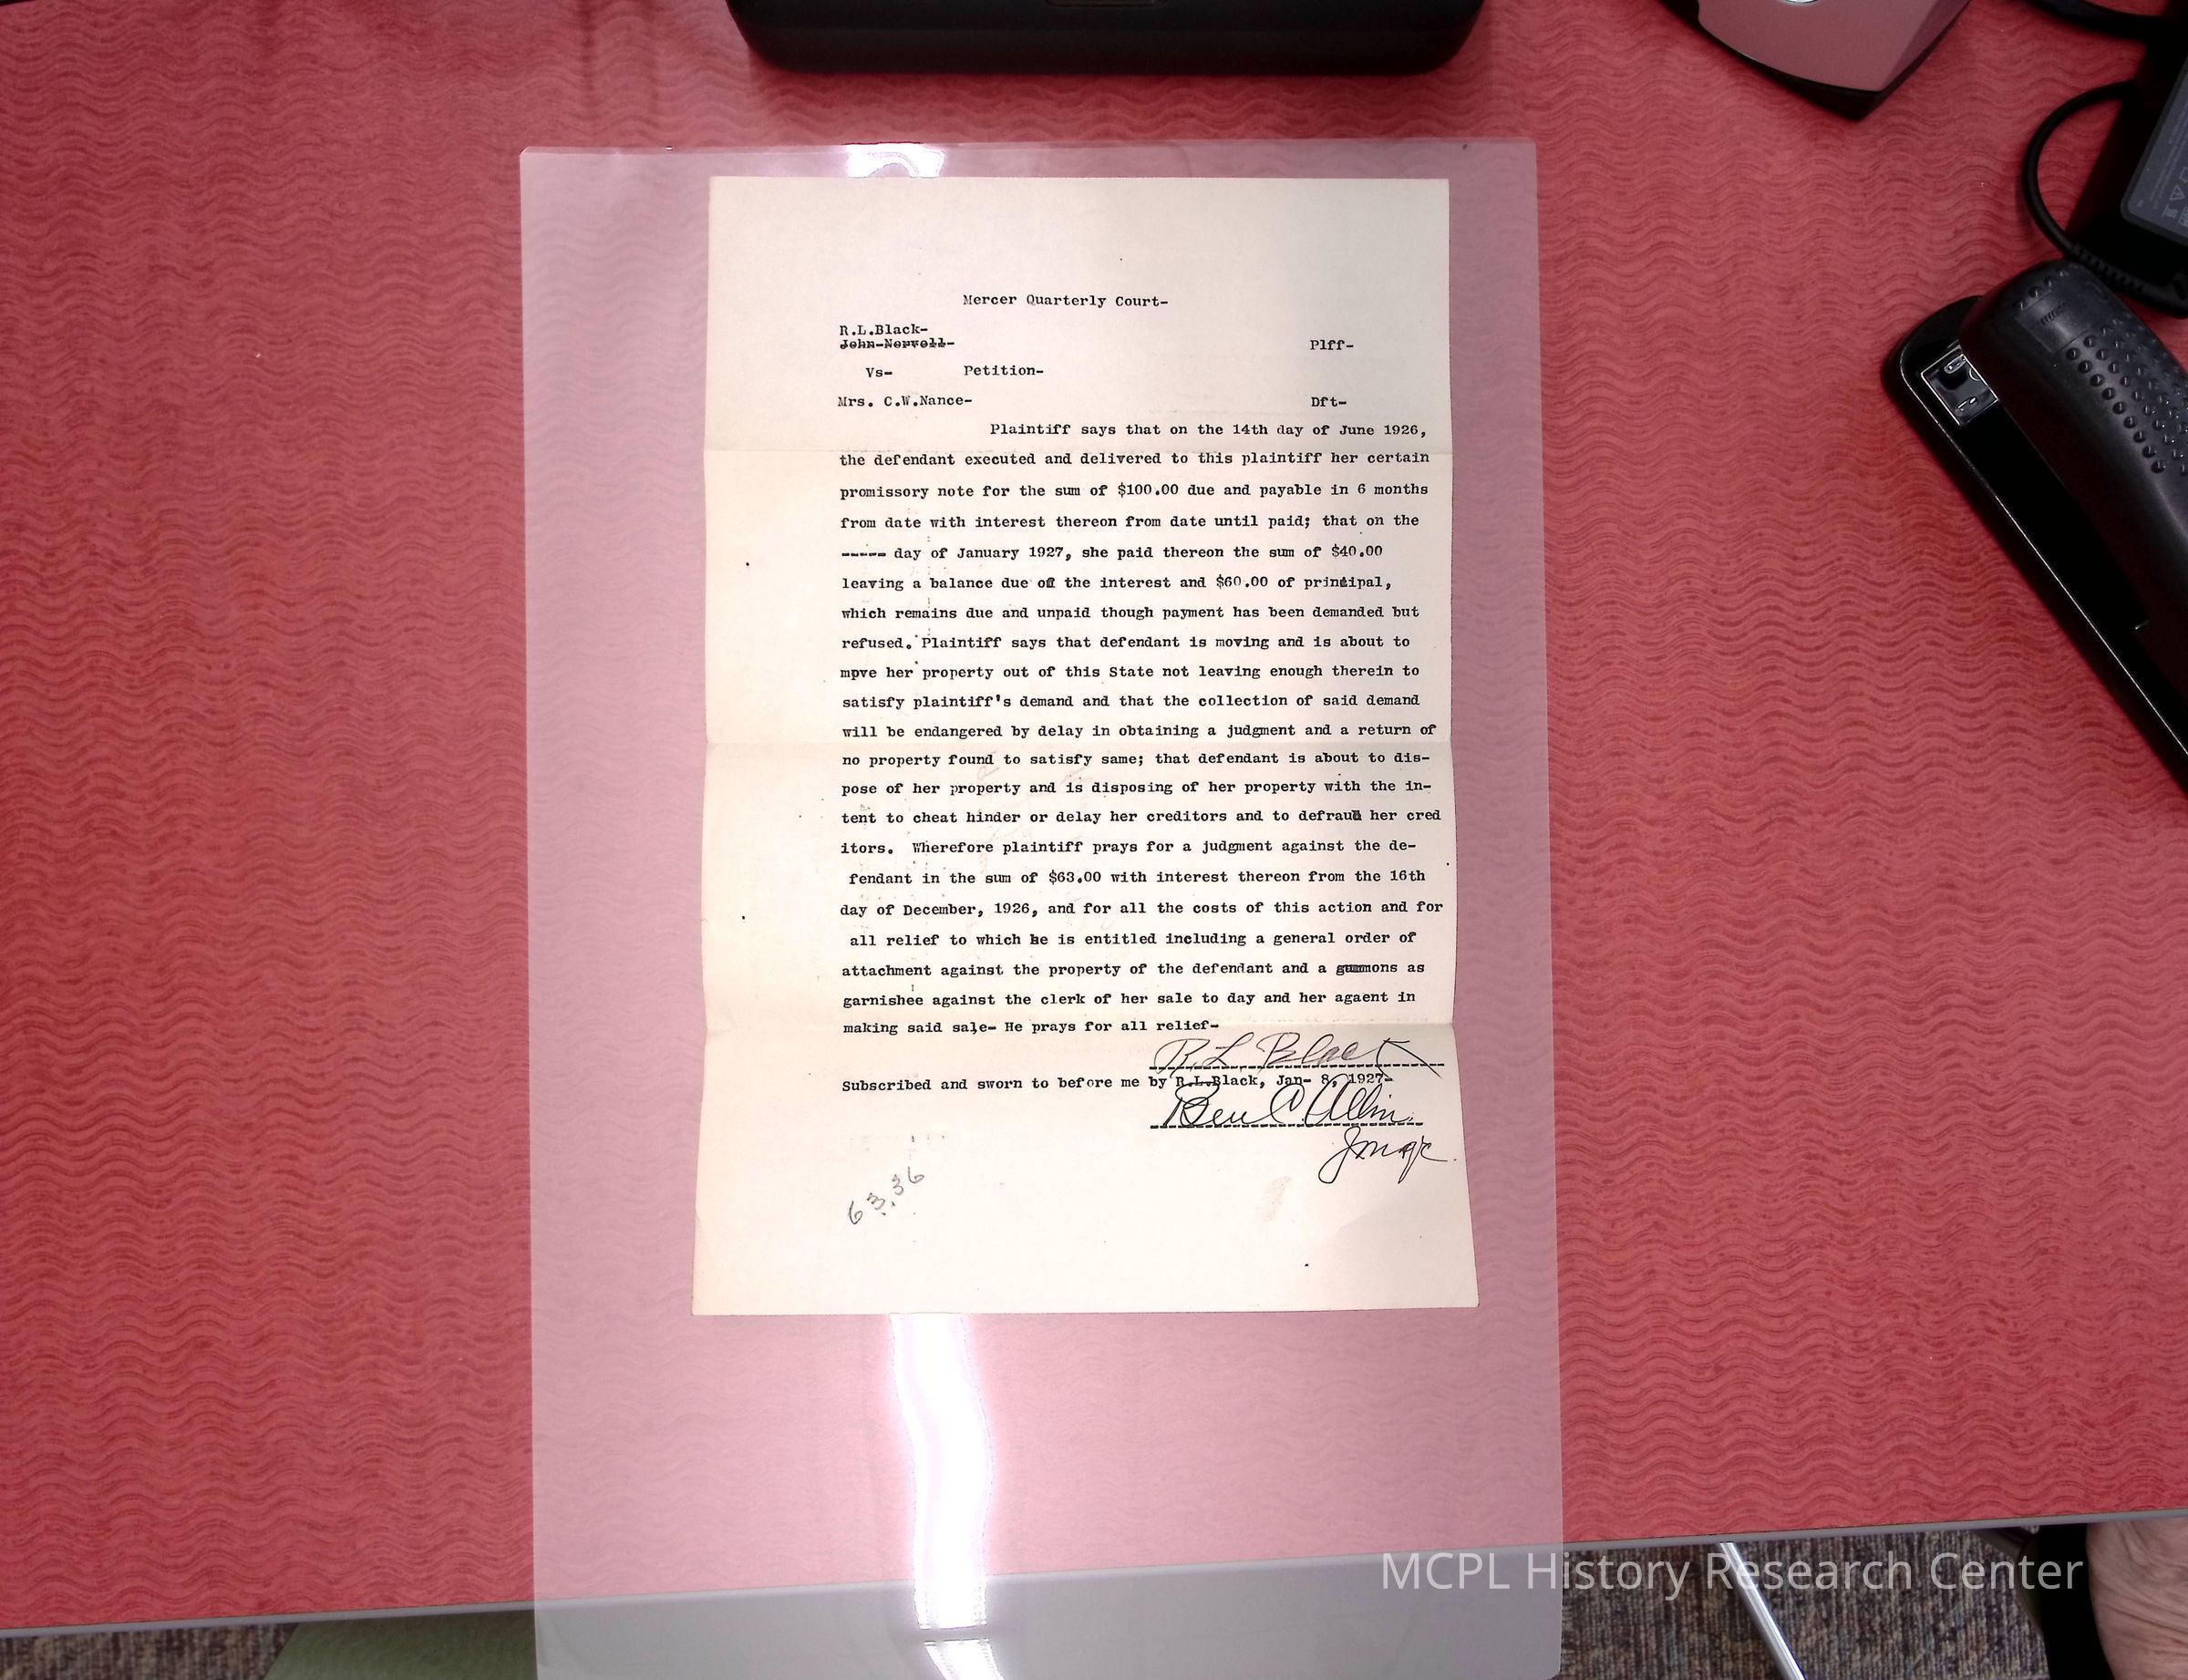 Mercer Quarterly Court-
R.L.Black-
John-Norvell- Plff-
Vs- Petition-
Mrs. C.W.Nance- Dft-
Plaintiff says that on the 14th day of June 1926,
the defendant executed and delivered to this plaintiff her certain
promissory note for the sum of $100.00 due and payable in 6 months
from date with interest thereon from date until paid; that on the
----- day of January 1927, she paid thereon the sum of $40.00
leaving a balance due of the interest and $60.00 of principal,
which remains due and unpaid though payment has been demanded but
refused. Plaintiff says that defendant is moving and is about to
mpve her property out of this State not leaving enough therein to
satisfy plaintiff's demand and that the collection of said demand
will be endangered by delay in obtaining a judgment and a return of
no property found to satisfy same; that defendant is about to dis-
pose of her property and is disposing of her property with the in-
tent to cheat hinder or delay her creditors and to defraud her cred
itors. Wherefore plaintiff prays for a judgment against the de-
fendant in the sum of $63.00 with interest thereon from the 16th
day of December, 1926, and for all the costs of this action and for
all relief to which he is entitled including a general order of
attachment against the property of the defendant and a summons as
garnishee against the clerk of her sale to day and her agaent in
making said sale- He prays for all relief-
R L Black
Subscribed and sworn to before me by R.L.Black, Jan- 8, 1927-
Ben C. Allin
63.36
MCPL History Research Center